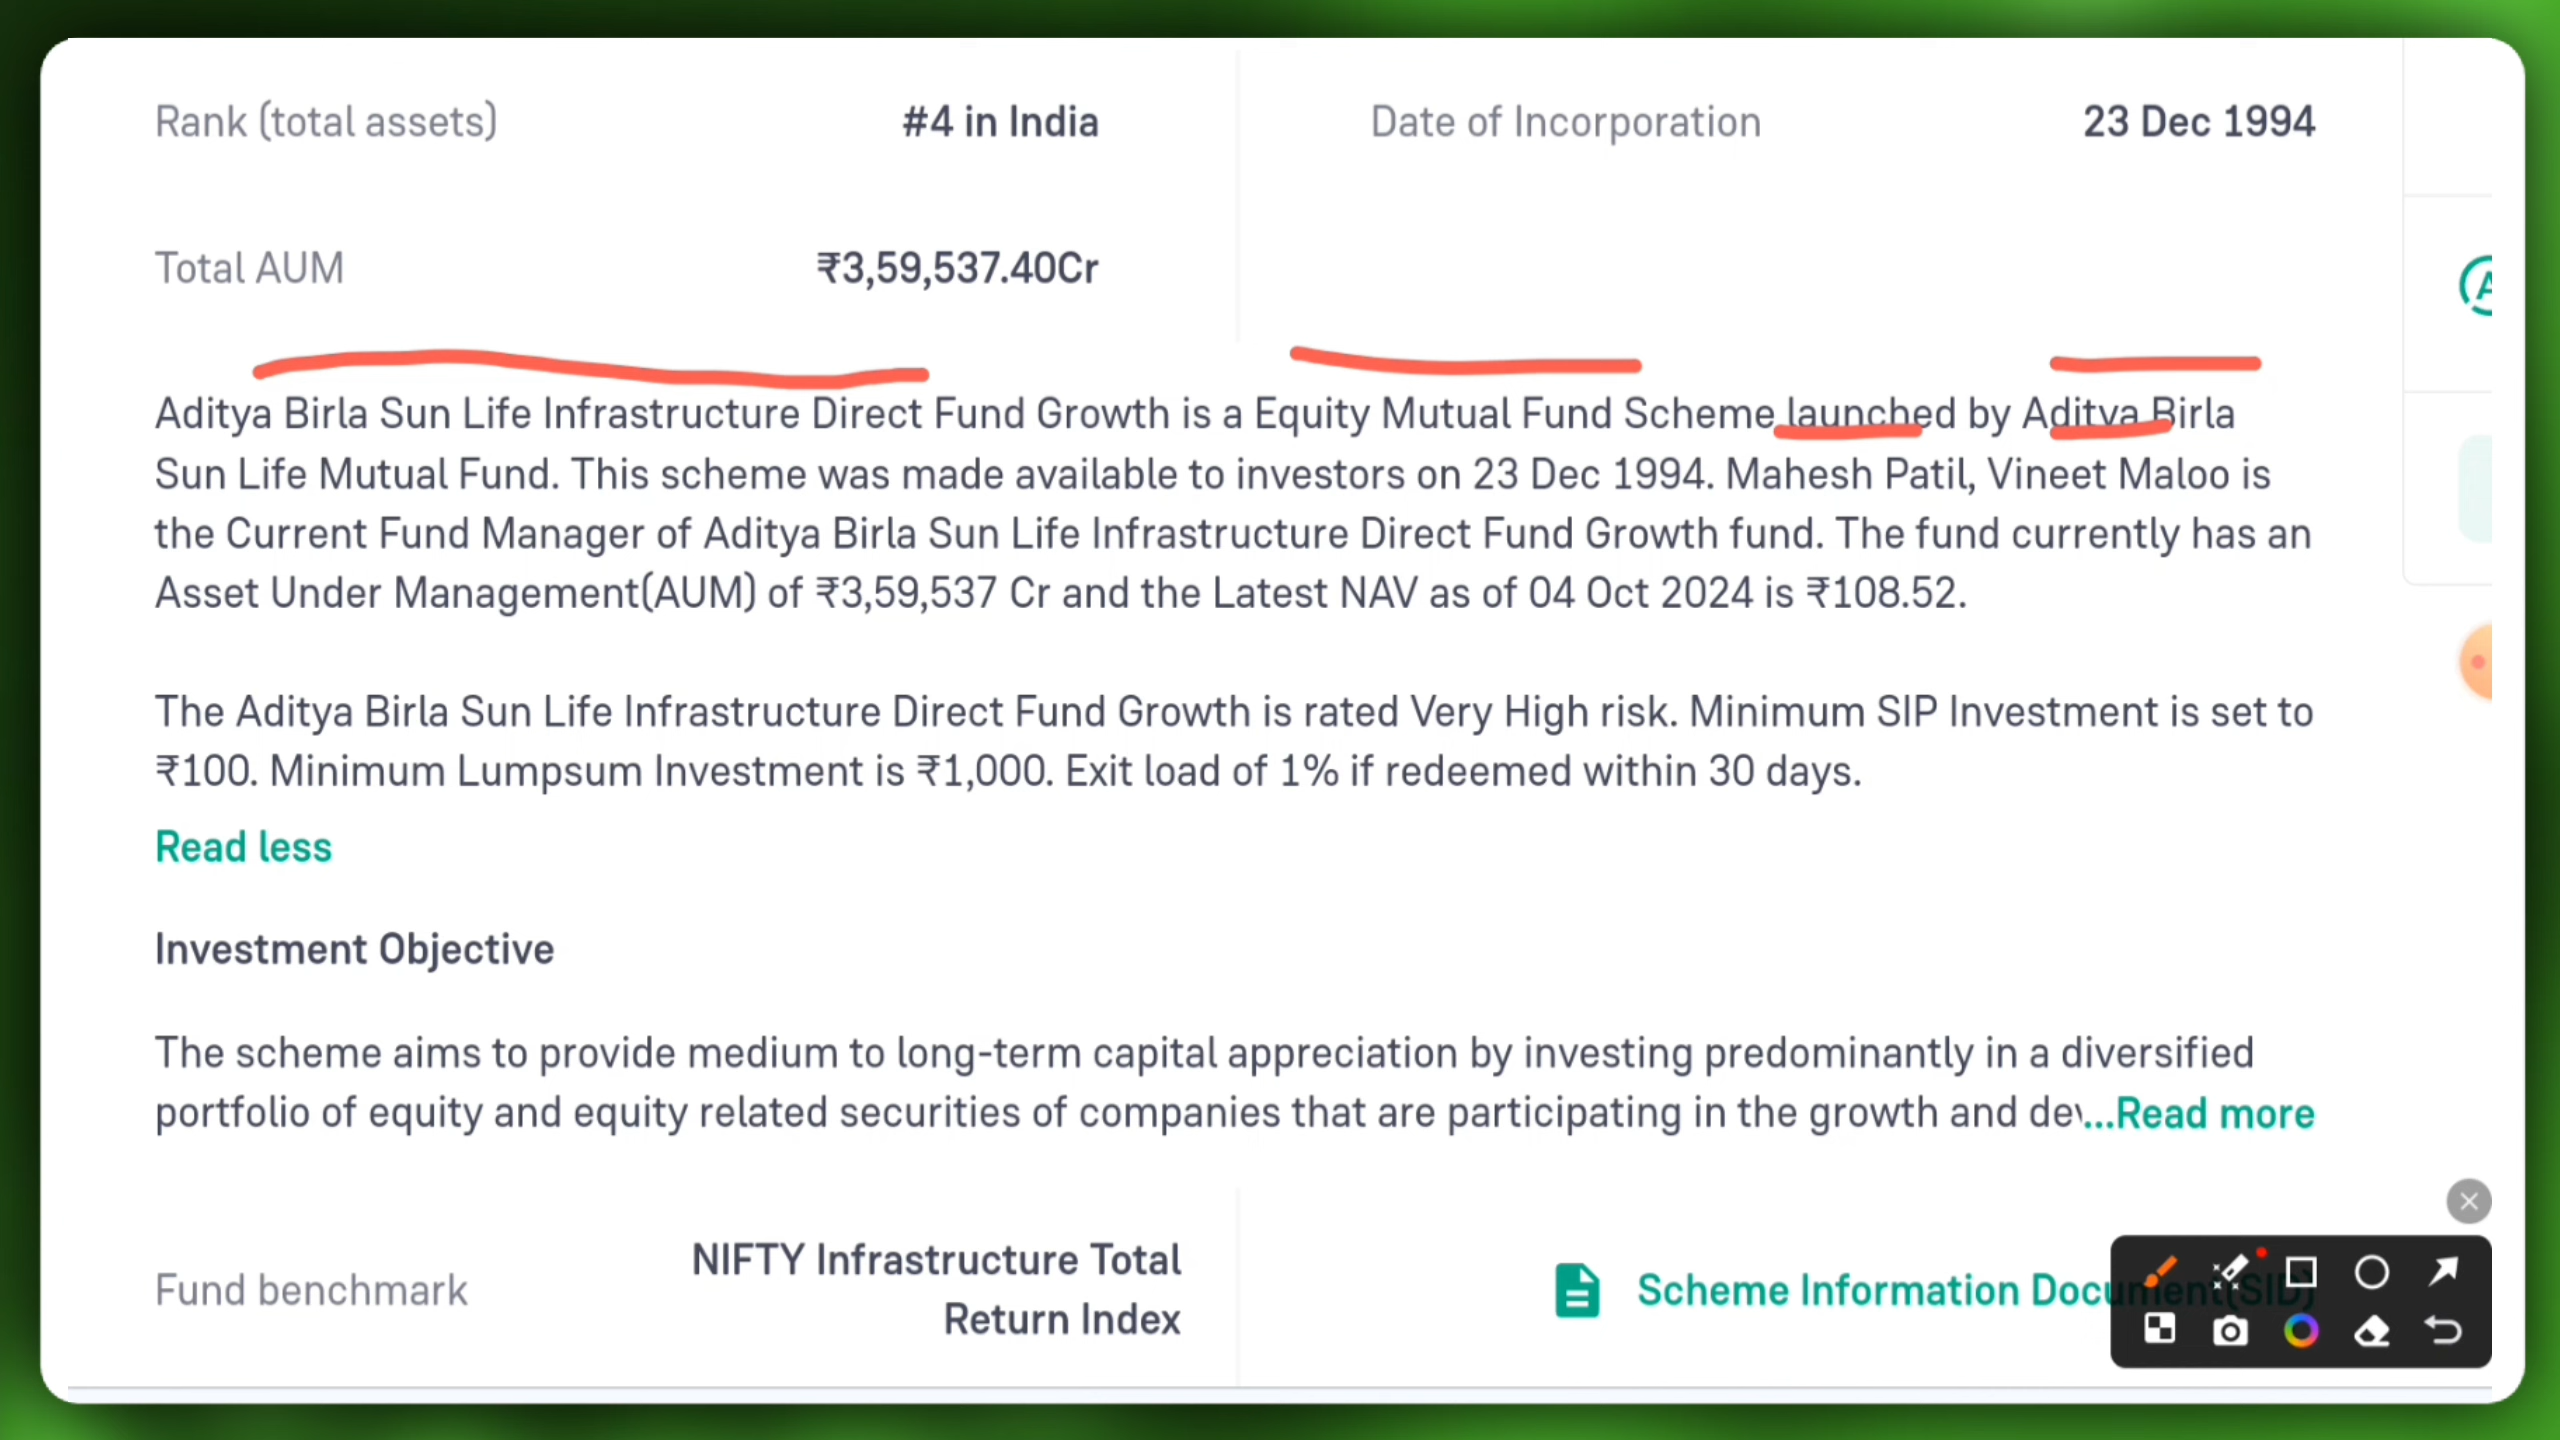 Rank (total assets) #4 in India Date of Incorporation 23 Dec 1994
Total AUM ₹3,59,537.40Cr
Aditya Birla Sun Life Infrastructure Direct Fund Growth is a Equity Mutual Fund Scheme launched by Aditya Birla
Sun Life Mutual Fund. This scheme was made available to investors on 23 Dec 1994. Mahesh Patil, Vineet Maloo is
the Current Fund Manager of Aditya Birla Sun Life Infrastructure Direct Fund Growth fund. The fund currently has an
Asset Under Management(AUM) of ₹3,59,537 Cr and the Latest NAV as of 04 Oct 2024 is ₹108.52.
The Aditya Birla Sun Life Infrastructure Direct Fund Growth is rated Very High risk. Minimum SIP Investment is set to
₹100. Minimum Lumpsum Investment is ₹1,000. Exit load of 1% if redeemed within 30 days.
Read less
Investment Objective
The scheme aims to provide medium to long-term capital appreciation by investing predominantly in a diversified
portfolio of equity and equity related securities of companies that are participating in the growth and dev...Read more
Fund benchmark NIFTY Infrastructure Total
Return Index
Scheme Information Document(SID)